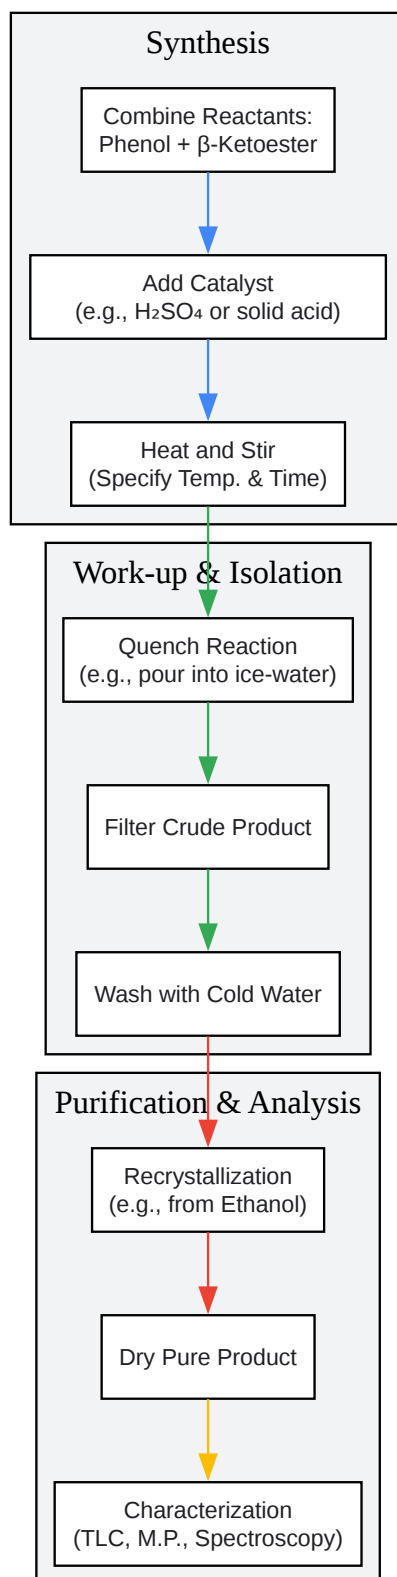 Synthesis
Combine Reactants:
Phenol + β-Ketoester
Add Catalyst
(e.g., H₂SO₄ or solid acid)
Heat and Stir
(Specify Temp. & Time)
Work-up & Isolation
Quench Reaction
(e.g., pour into ice-water)
Filter Crude Product
Wash with Cold Water
Purification & Analysis
Recrystallization
(e.g., from Ethanol)
Dry Pure Product
Characterization
(TLC, M.P., Spectroscopy)